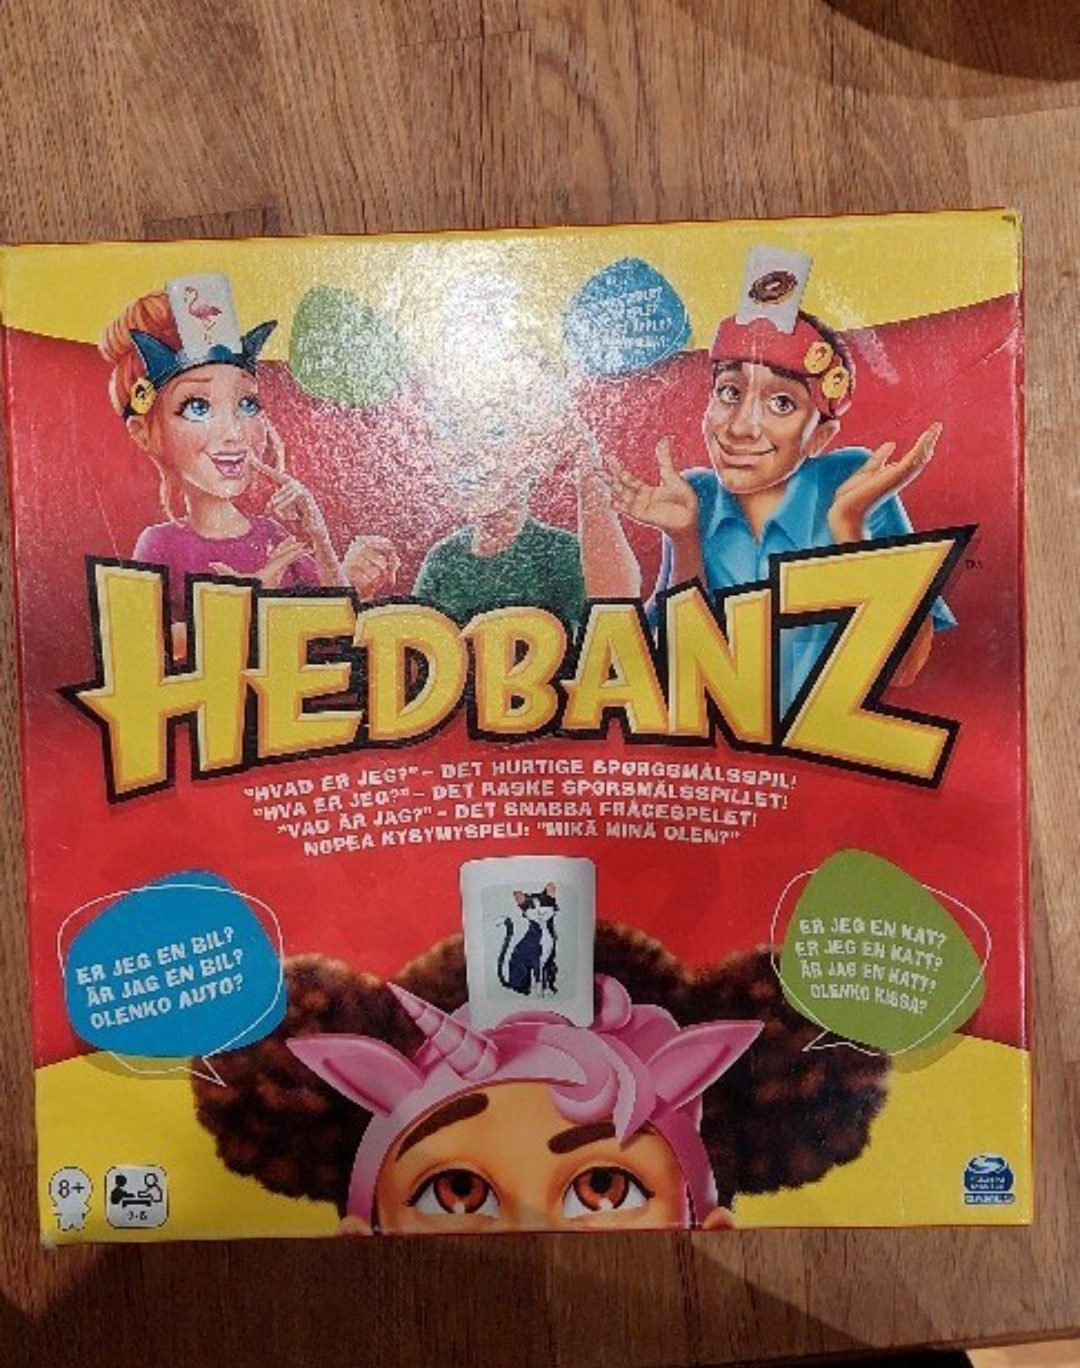 HEDBANZ
TM
"HVAD ER JEG?" - DET HURTIGE SPØRGSMÅLSSPIL!
"HVA ER JEG?" - DET RASKE SPØRSMÅLSSPILLET!
"VAD ÄR JAG?" - DET SNABBA FRÅGESPELET!
NOPEA KYSYMYSPELI: "MIKÄ MINÄ OLEN?"
ER JEG EN BIL?
ÄR JAG EN BIL?
OLENKO AUTO?
ER JEG EN KAT?
ER JEG EN KATT?
ÄR JAG EN KATT?
OLENKO KISSA?
8+
GAMES